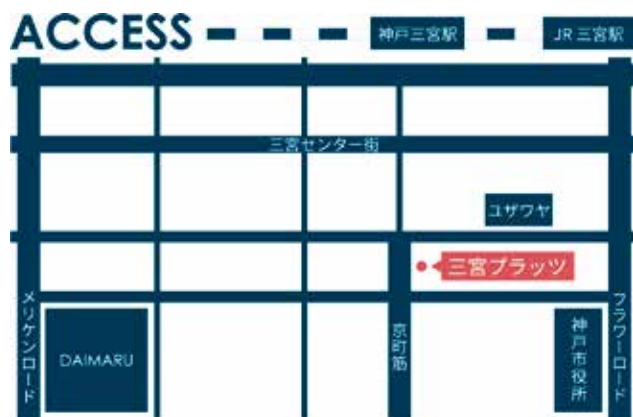 ACCESS
神戸三宮駅
JR 三宮駅
三宮センター街
ユザワヤ
三宮プラッツ
メリケンロード
DAIMARU
京町筋
神戸市役所
フラワーロード